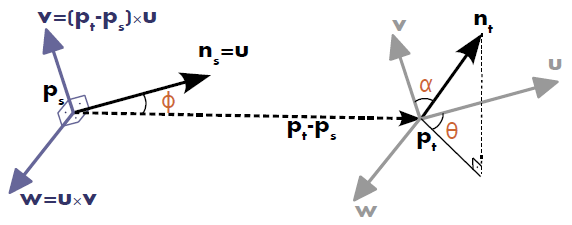 v=(pt-ps)×u
ns=u
ps
ϕ
w=u×v
pt-ps
v
nt
u
α
θ
pt
w